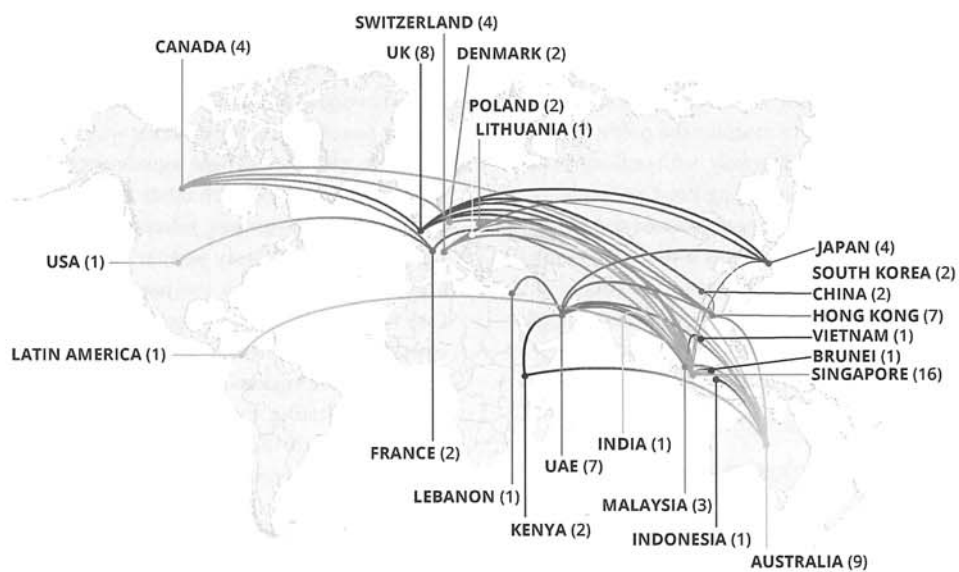 SWITZERLAND (4)
CANADA (4)
UK (8)
DENMARK (2)
POLAND (2)
LITHUANIA (1)
USA (1)
JAPAN (4)
SOUTH KOREA (2)
CHINA (2)
HONG KONG (7)
VIETNAM (1)
LATIN AMERICA (1)
BRUNEI (1)
SINGAPORE (16)
FRANCE (2)
INDIA (1)
UAE (7)
LEBANON (1)
MALAYSIA (3)
KENYA (2)
INDONESIA (1)
AUSTRALIA (9)